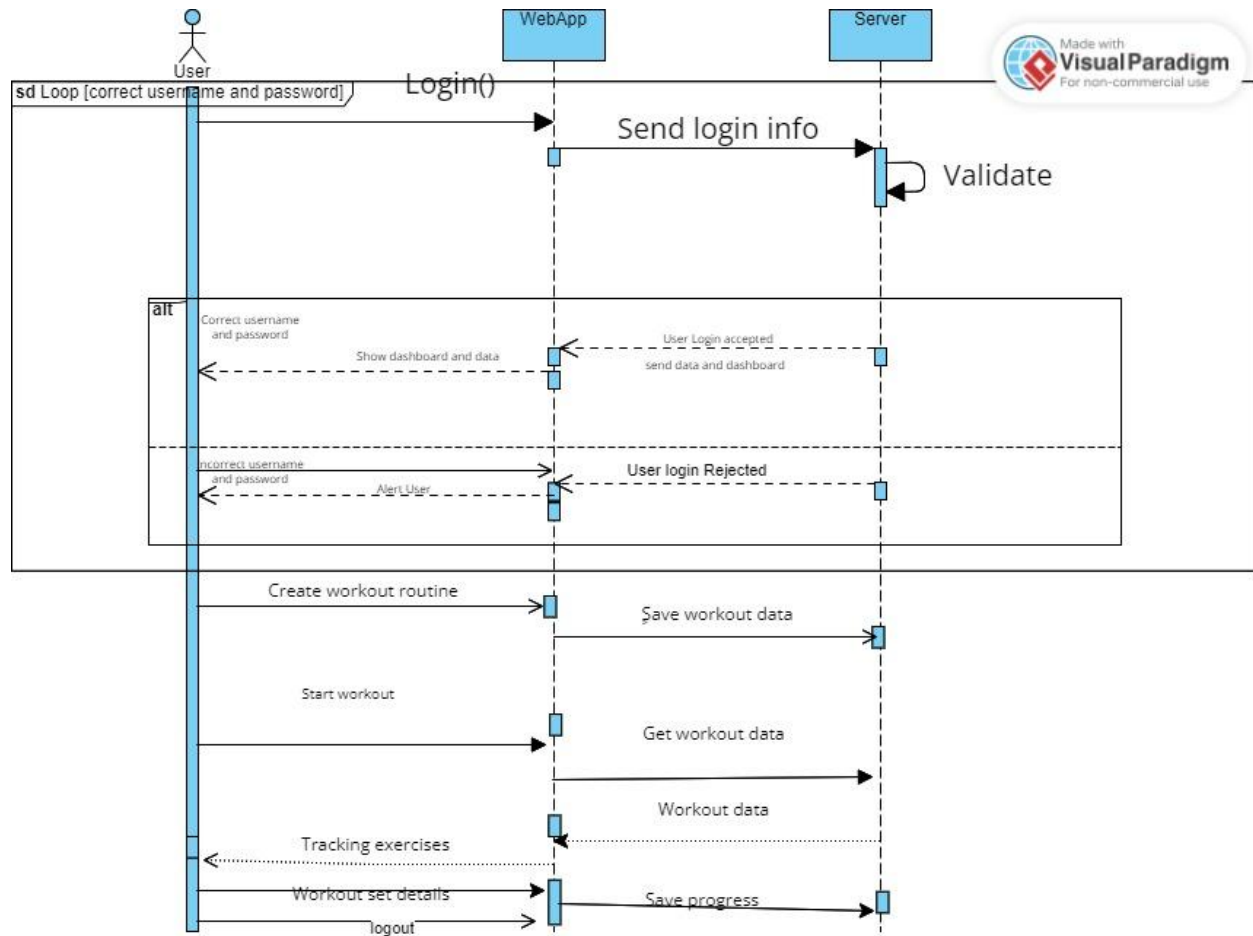 WebApp
Server
Made with
Visual Paradigm
For non-commercial use
User
sd Loop [correct username and password]
Login()
Send login info
Validate
alt
Correct username
and password
User Login accepted
Show dashboard and data
send data and dashboard
ncorrect username
and password
User login Rejected
Alert User
Create workout routine
Save workout data
Start workout
Get workout data
Workout data
Tracking exercises
Workout set details
Save progress
logout